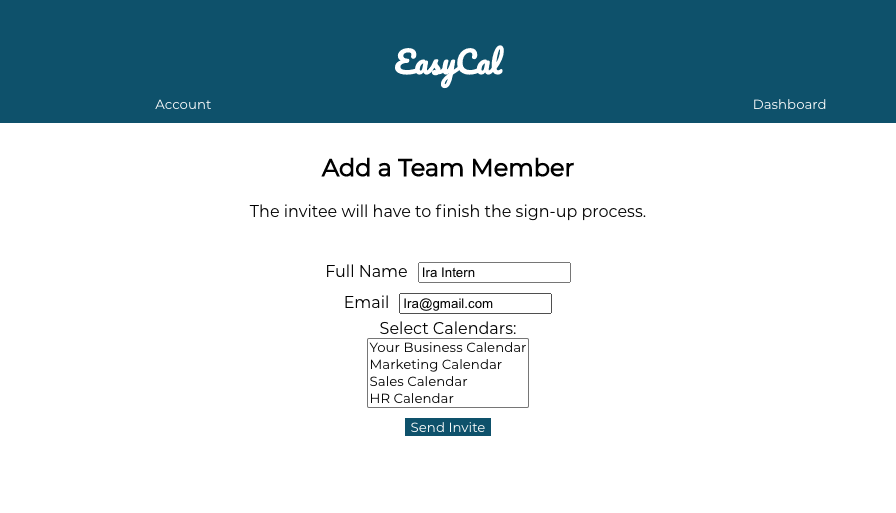 EasyCal
Account Dashboard
Add a Team Member
The invitee will have to finish the sign-up process.
Full Name Ira Intern
Email Ira@gmail.com
Select Calendars:
Your Business Calendar
Marketing Calendar
Sales Calendar
HR Calendar
Send Invite